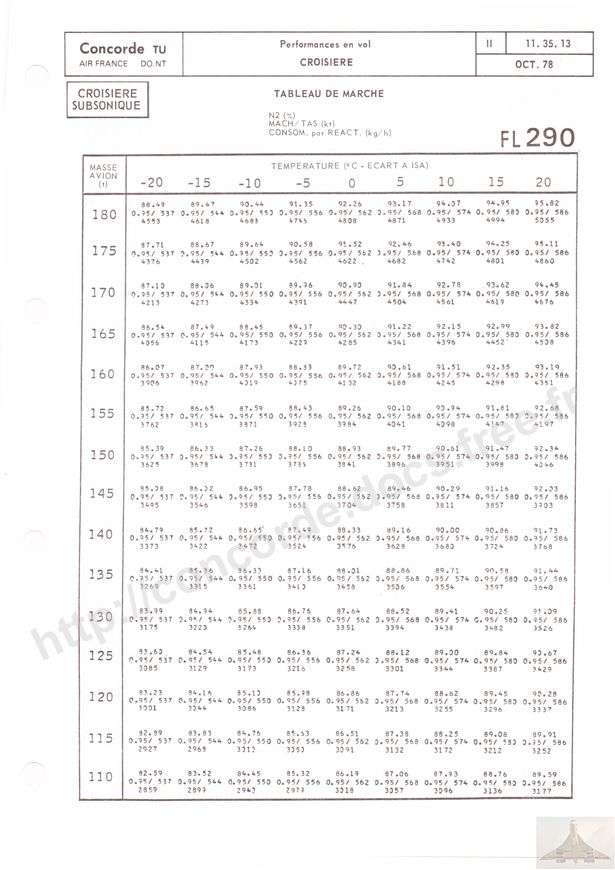 Concorde TU
AIR FRANCE DO.NT
Performances en vol
CROISIERE
II
11. 35. 13
OCT. 78
CROISIERE
SUBSONIQUE
TABLEAU DE MARCHE
N2 (%)
MACH/TAS (kt)
CONSOM. par REACT. (kg/h)
FL 290
MASSE
AVION
(t)
TEMPERATURE (°C - ECART A ISA)
-20 -15 -10 -5 0 5 10 15 20
88.49 89.47 90.44 91.35 92.26 93.17 94.07 94.95 95.82
180 0.95/ 537 0.95/ 544 0.95/ 550 0.95/ 556 0.95/ 562 0.95/ 568 0.95/ 574 0.95/ 580 0.95/ 586
4553 4618 4683 4745 4808 4871 4933 4994 5055
87.71 88.67 89.64 90.58 91.52 92.46 93.40 94.25 95.11
175 0.95/ 537 0.95/ 544 0.95/ 550 0.95/ 556 0.95/ 562 0.95/ 568 0.95/ 574 0.95/ 580 0.95/ 586
4376 4439 4502 4562 4622 4682 4742 4801 4860
87.10 88.06 89.01 89.96 90.90 91.84 92.78 93.62 94.45
170 0.95/ 537 0.95/ 544 0.95/ 550 0.95/ 556 0.95/ 562 0.95/ 568 0.95/ 574 0.95/ 580 0.95/ 586
4213 4273 4334 4391 4447 4504 4561 4619 4676
86.54 87.49 88.45 89.37 90.30 91.22 92.15 92.99 93.82
165 0.95/ 537 0.95/ 544 0.95/ 550 0.95/ 556 0.95/ 562 0.95/ 568 0.95/ 574 0.95/ 580 0.95/ 586
4056 4115 4173 4229 4285 4341 4396 4452 4508
86.07 87.00 87.93 88.33 89.72 90.61 91.51 92.35 93.19
160 0.95/ 537 0.95/ 544 0.95/ 550 0.95/ 556 0.95/ 562 0.95/ 568 0.95/ 574 0.95/ 580 0.95/ 586
3906 3962 4019 4075 4132 4188 4245 4298 4351
85.72 86.65 87.59 88.43 89.26 90.10 90.94 91.81 92.68
155 0.95/ 537 0.95/ 544 0.95/ 550 0.95/ 556 0.95/ 562 0.95/ 568 0.95/ 574 0.95/ 580 0.95/ 586
3762 3816 3871 3928 3984 4041 4098 4147 4197
85.39 86.33 87.26 88.10 88.93 89.77 90.61 91.47 92.34
150 0.95/ 537 0.95/ 544 0.95/ 550 0.95/ 556 0.95/ 562 0.95/ 568 0.95/ 574 0.95/ 580 0.95/ 586
3625 3678 3731 3841 3896 3951 3998 4046
85.08 86.02 86.95 87.78 88.62 89.46 90.29 91.16 92.03
145 0.95/ 537 0.95/ 544 0.95/ 550 0.95/ 556 0.95/ 562 0.95/ 568 0.95/ 574 0.95/ 580 0.95/ 586
3495 3546 3598 3651 3704 3758 3811 3857 3903
84.79 85.72 86.65 87.49 88.33 89.16 90.00 90.86 91.73
140 0.95/ 537 0.95/ 544 0.95/ 550 0.95/ 556 0.95/ 562 0.95/ 568 0.95/ 574 0.95/ 580 0.95/ 586
3373 3422 3472 3524 3576 3628 3680 3724 3768
84.41 85.36 86.30 87.16 88.01 88.86 89.71 90.58 91.44
135 0.95/ 537 0.95/ 544 0.95/ 550 0.95/ 556 0.95/ 562 0.95/ 568 0.95/ 574 0.95/ 580 0.95/ 586
3269 3315 3361 3410 3458 3506 3554 3597 3640
83.99 84.94 85.88 86.76 87.64 88.52 89.41 90.25 91.09
130 0.95/ 537 0.95/ 544 0.95/ 550 0.95/ 556 0.95/ 562 0.95/ 568 0.95/ 574 0.95/ 580 0.95/ 586
3175 3220 3264 3308 3351 3394 3438 3482 3526
83.60 84.54 85.48 86.36 87.24 88.12 89.00 89.84 90.67
125 0.95/ 537 0.95/ 544 0.95/ 550 0.95/ 556 0.95/ 562 0.95/ 568 0.95/ 574 0.95/ 580 0.95/ 586
3085 3129 3173 3216 3258 3301 3344 3387 3429
83.23 84.16 85.10 85.98 86.86 87.74 88.62 89.45 90.28
120 0.95/ 537 0.95/ 544 0.95/ 550 0.95/ 556 0.95/ 562 0.95/ 568 0.95/ 574 0.95/ 580 0.95/ 586
3001 3044 3086 3128 3171 3213 3255 3296 3337
82.89 83.83 84.76 85.63 86.51 87.38 88.25 89.08 89.91
115 0.95/ 537 0.95/ 544 0.95/ 550 0.95/ 556 0.95/ 562 0.95/ 568 0.95/ 574 0.95/ 580 0.95/ 586
2927 2968 3012 3051 3091 3132 3172 3212 3252
82.59 83.52 84.45 85.32 86.19 87.06 87.93 88.76 89.59
110 0.95/ 537 0.95/ 544 0.95/ 550 0.95/ 556 0.95/ 562 0.95/ 568 0.95/ 574 0.95/ 580 0.95/ 586
2859 2899 2940 2979 3018 3057 3096 3136 3177
http://concorde.docs.free.fr